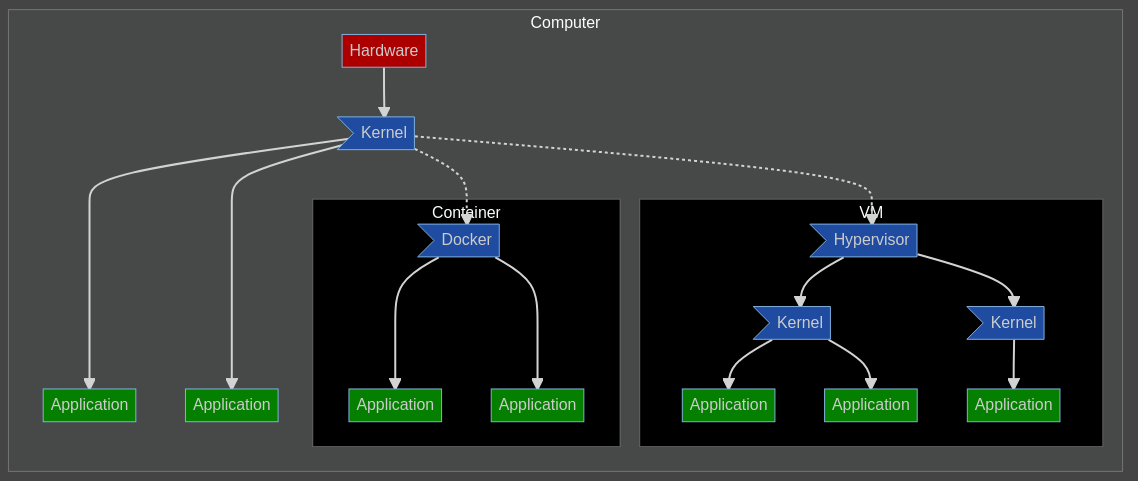 Computer
Hardware
Kernel
Container
VM
Docker
Hypervisor
Kernel
Kernel
Application
Application
Application
Application
Application
Application
Application